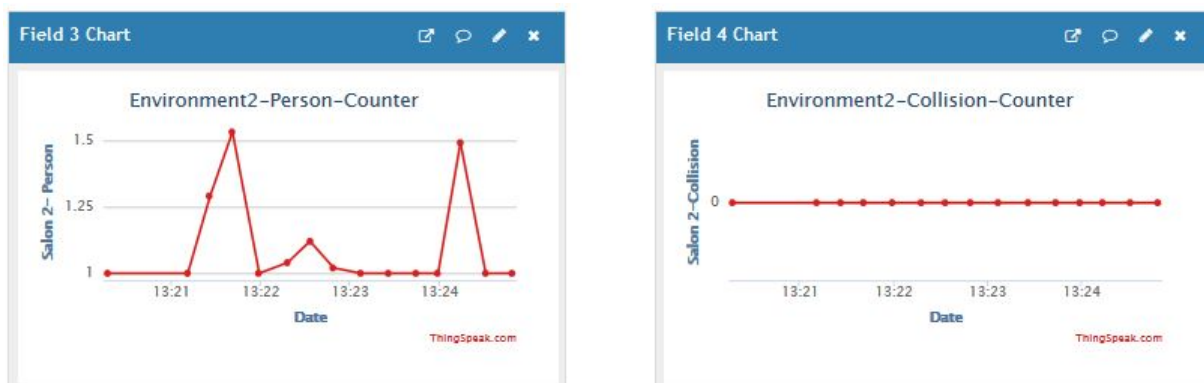 Field 3 Chart
Environment2-Person-Counter
Salon 2- Person
1.5
1.25
1
13:21 13:22 13:23 13:24
Date
ThingSpeak.com
Field 4 Chart
Environment2-Collision-Counter
Salon 2-Collision
0
13:21 13:22 13:23 13:24
Date
ThingSpeak.com